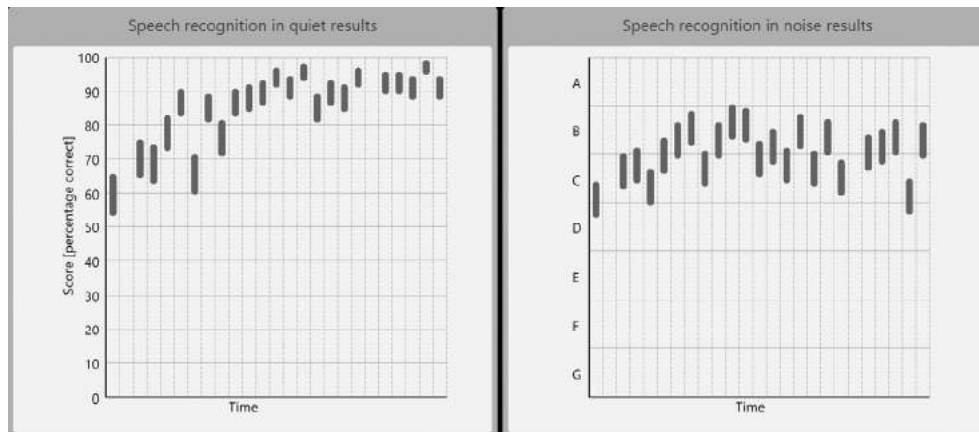 Speech recognition in quiet results
Score [percentage correct]
100
90
80
70
60
50
40
30
20
10
0
Time
Speech recognition in noise results
A
B
C
D
E
F
G
Time